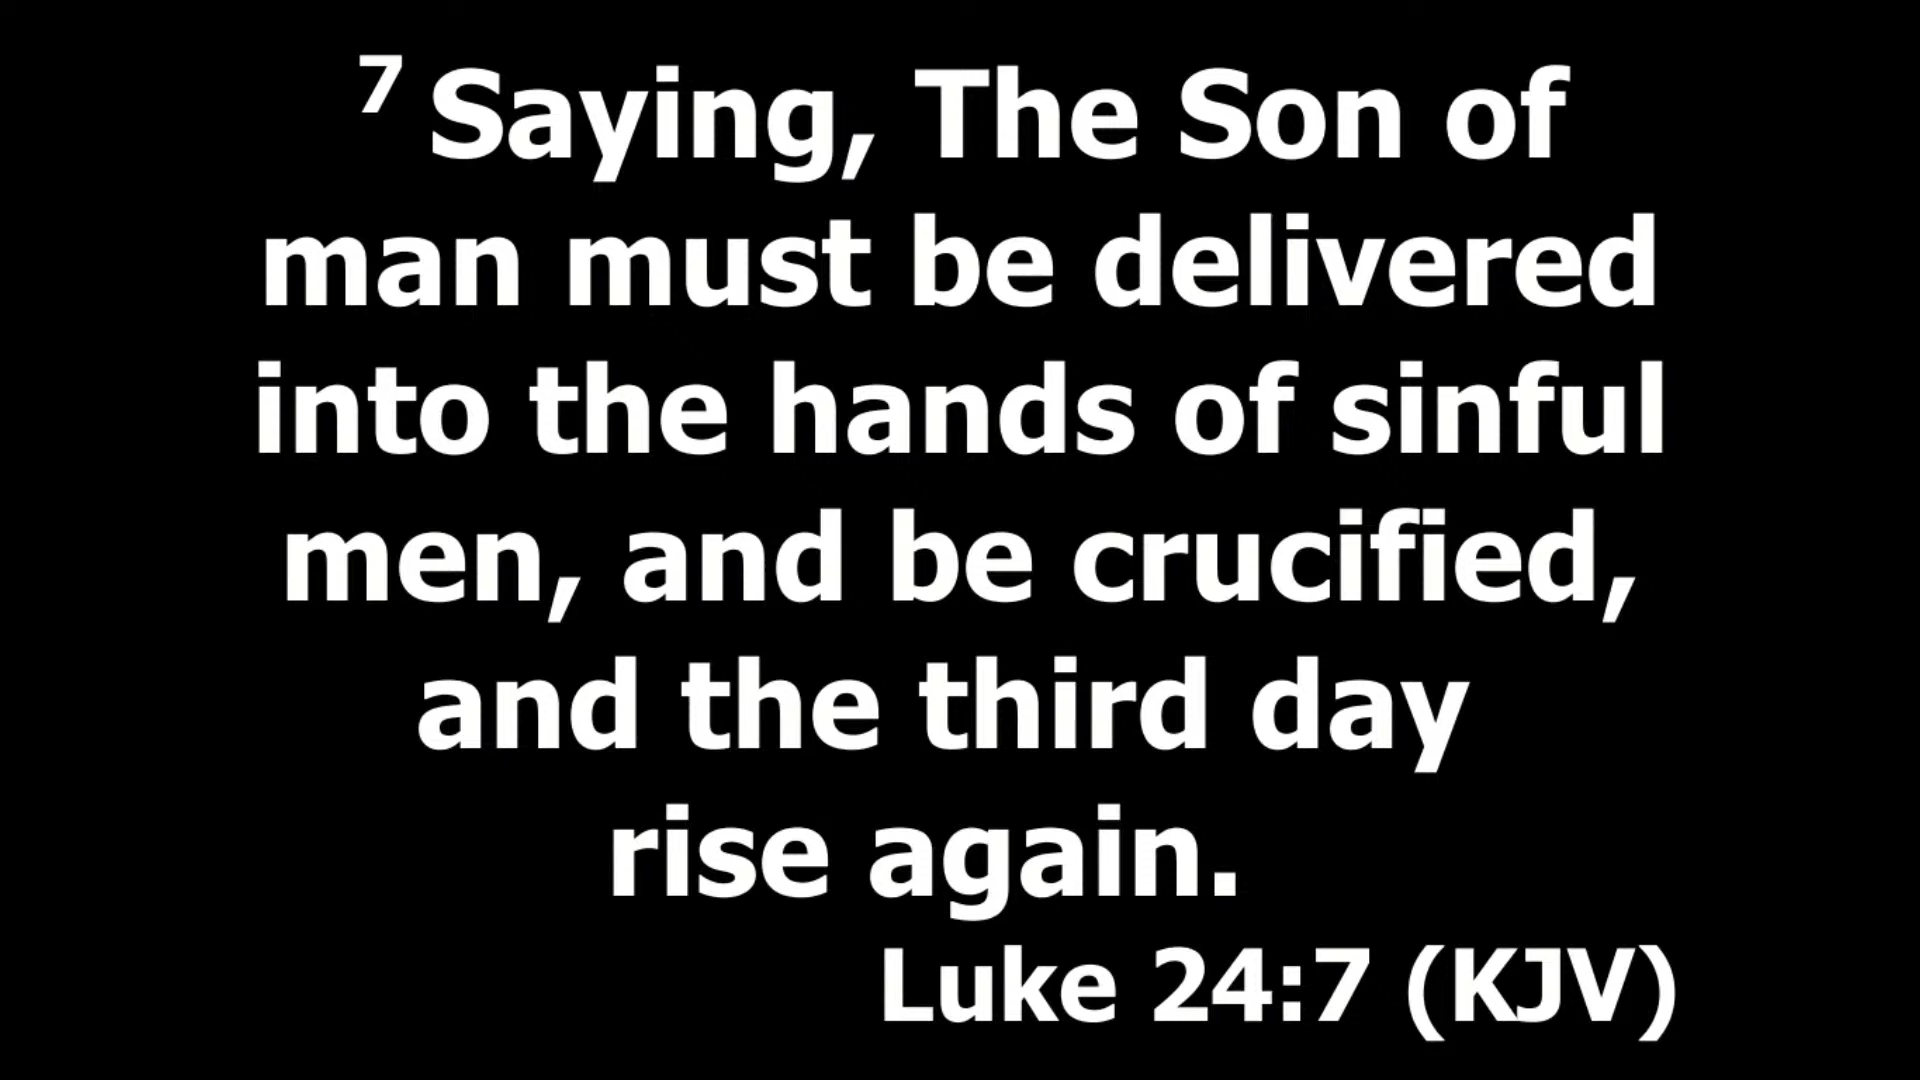 7 Saying, The Son of
man must be delivered
into the hands of sinful
men, and be crucified,
and the third day
rise again.
Luke 24:7 (KJV)